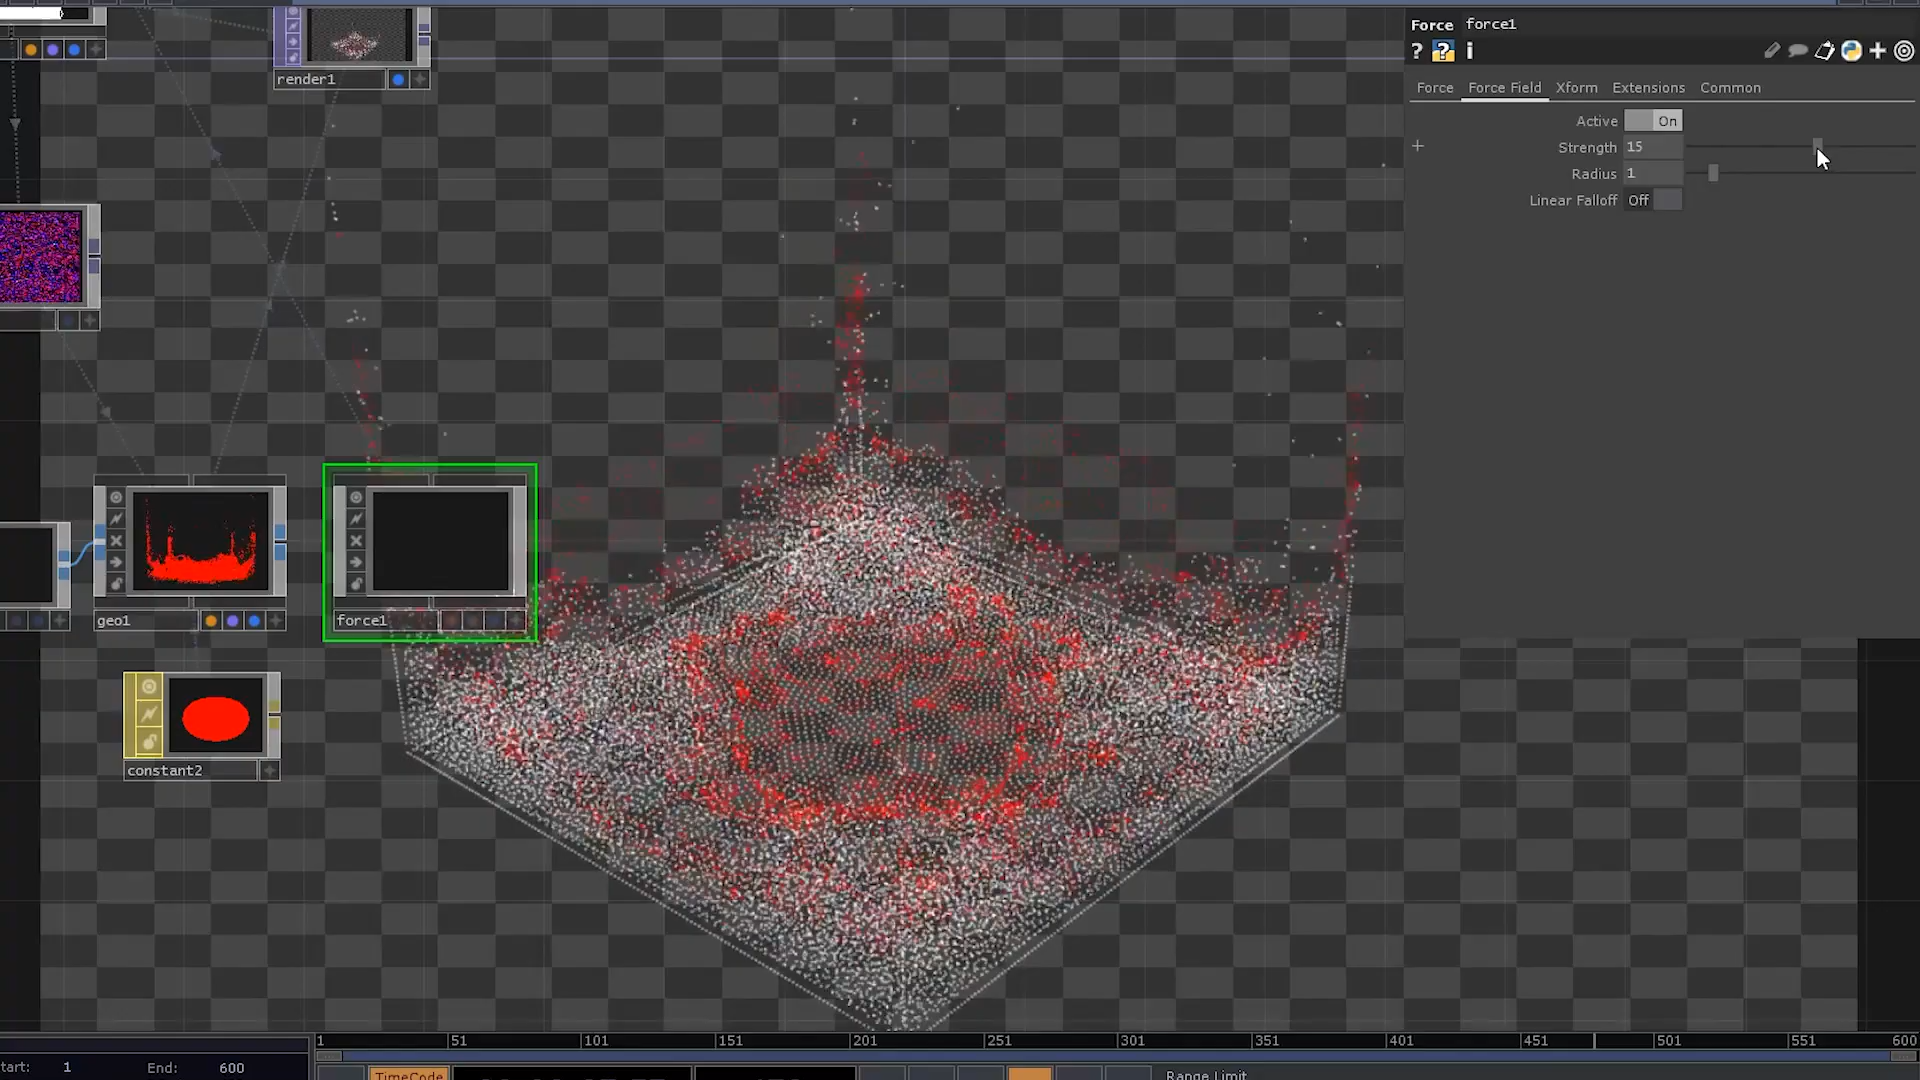 Force force1
? ? i
Force Force Field Xform Extensions Common
Active On
Strength 15
Radius 1
Linear Falloff Off
render1
geo1
force1
constant2
1 51 101 151 201 251 301 351 401 451 501 551 600
tart: 1 End: 600
TimeCode
Range Limit